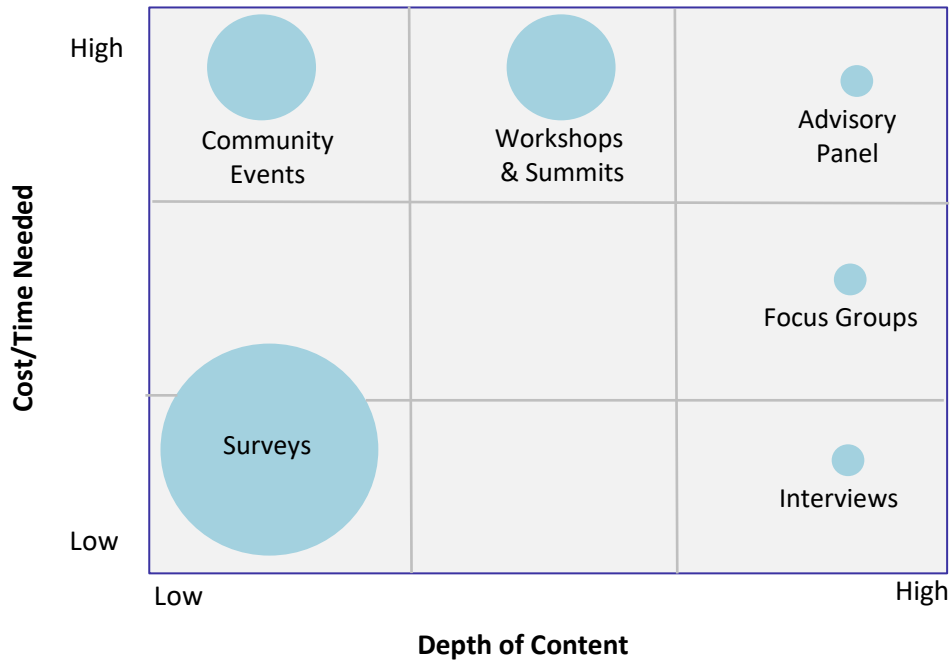 High
Community
Events
Workshops
& Summits
Advisory
Panel
Cost/Time Needed
Focus Groups
Surveys
Interviews
Low
Low
High
Depth of Content